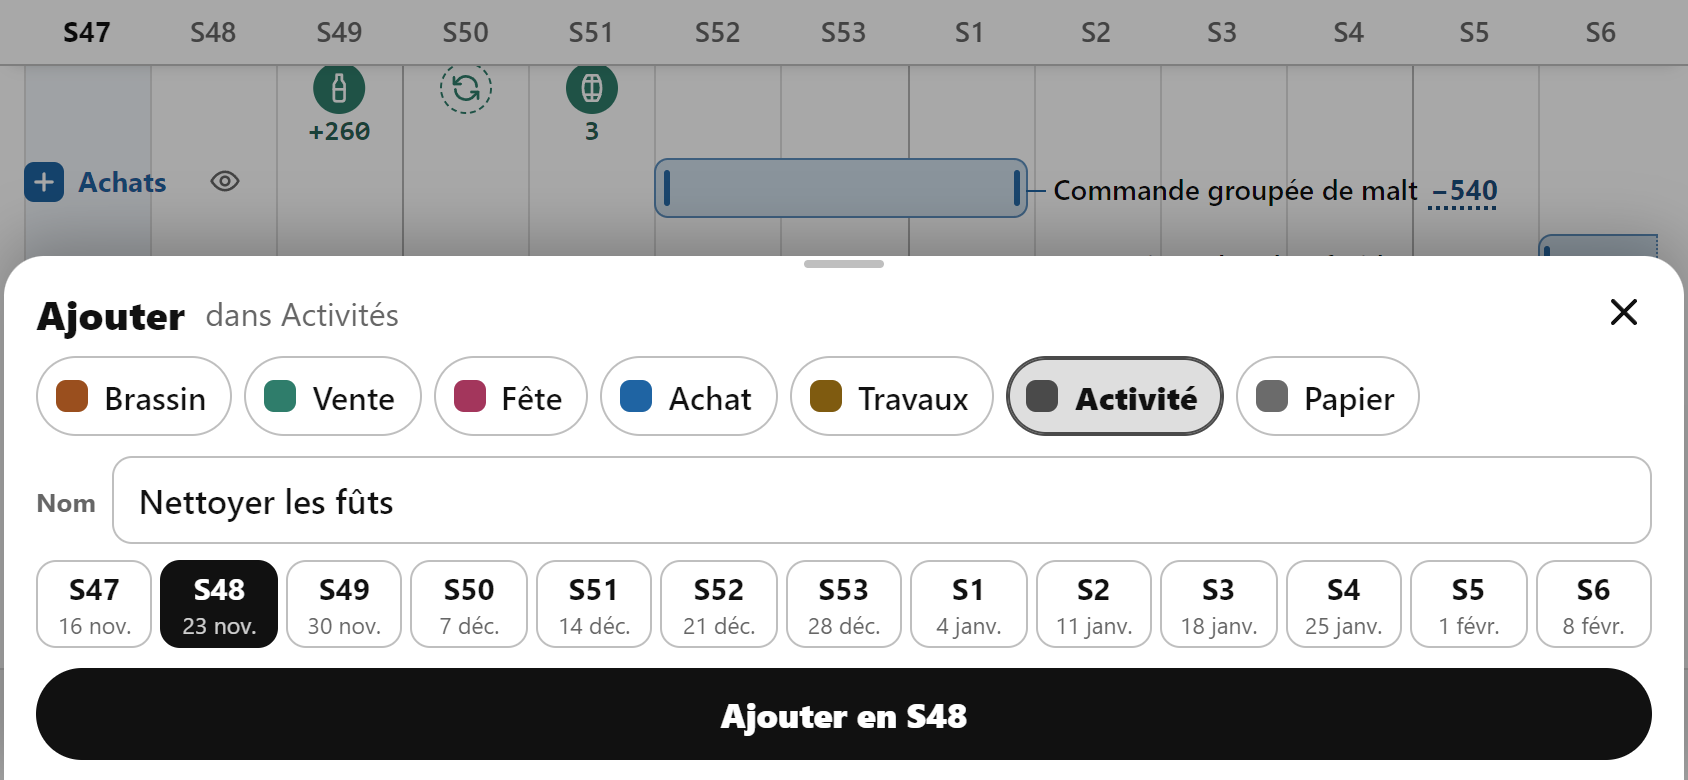 S47 S48 S49 S50 S51 S52 S53 S1 S2 S3 S4 S5 S6
+260 3
Achats
Commande groupée de malt −540
Ajouter dans Activités
Brassin Vente Fête Achat Travaux Activité Papier
Nom Nettoyer les fûts
S47 S48 S49 S50 S51 S52 S53 S1 S2 S3 S4 S5 S6
16 nov. 23 nov. 30 nov. 7 déc. 14 déc. 21 déc. 28 déc. 4 janv. 11 janv. 18 janv. 25 janv. 1 févr. 8 févr.
Ajouter en S48